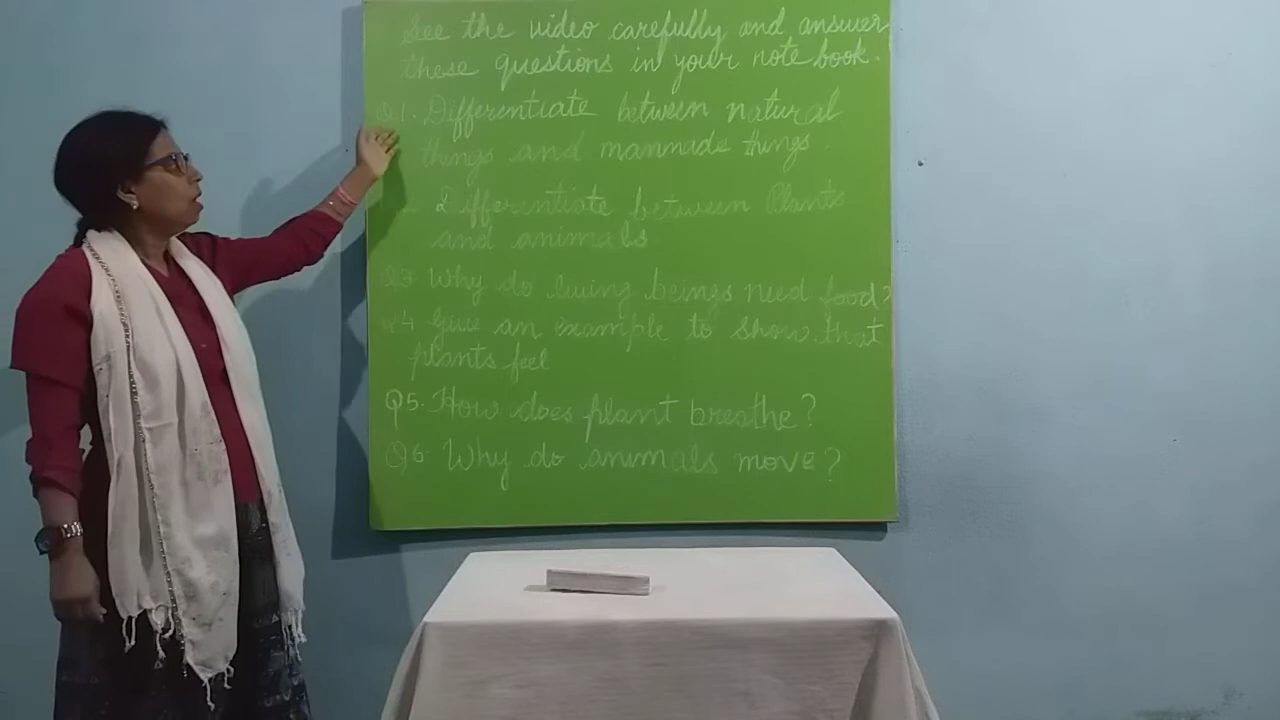 See the video carefully and answer
these questions in your note book.
Q1. Differentiate between natural
things and manmade things.
Differentiate between Plants
and animals
Q3 Why do living beings need food?
Q4 Give an example to show that
plants feel
Q5. How does plant breathe?
Q6 Why do animals move?